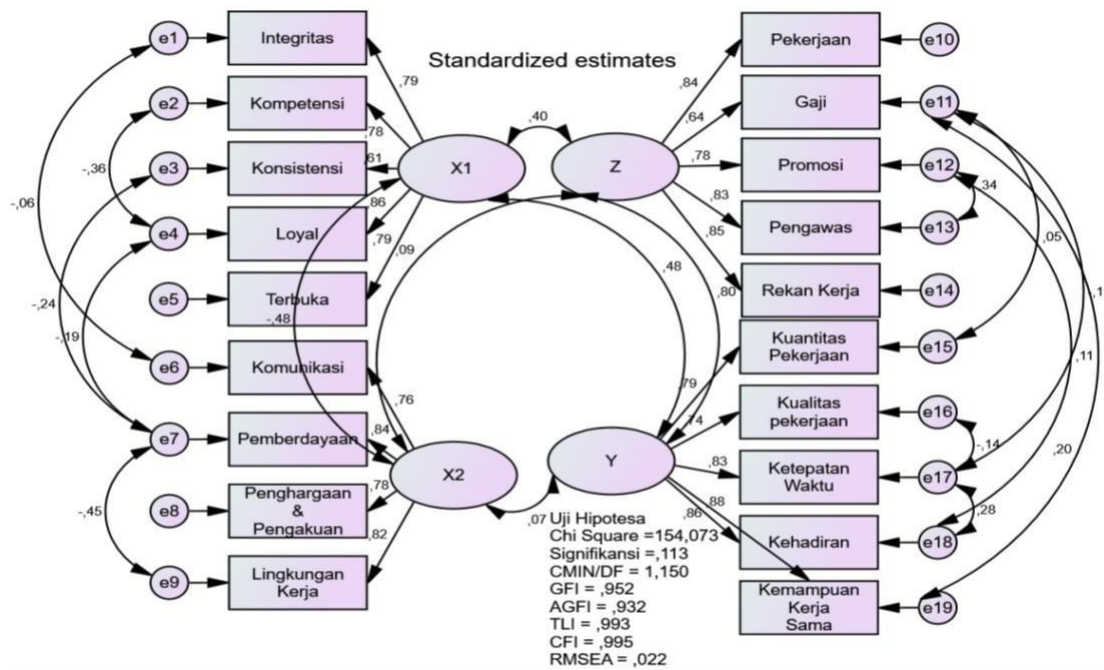 Standardized estimates
e1
Integritas
e2
Kompetensi
e3
Konsistensi
e4
Loyal
e5
Terbuka
e6
Komunikasi
e7
Pemberdayaan
e8
Penghargaan
&
Pengakuan
e9
Lingkungan
Kerja
-,06
-,36
-,24
-,19
-,45
,79
,78
,61
,86
,79
,09
-,48
X1
,40
Z
,84
,64
,78
,83
,85
,48
,80
X2
,76
,84
,78
,82
,07
Y
,79
,74
,83
,88
,86
Pekerjaan
e10
Gaji
e11
Promosi
e12
Pengawas
e13
Rekan Kerja
e14
Kuantitas
Pekerjaan
e15
Kualitas
pekerjaan
e16
Ketepatan
Waktu
e17
Kehadiran
e18
Kemampuan
Kerja
Sama
e19
,34
,05
,11
,20
-,14
,28
Uji Hipotesa
Chi Square =154,073
Signifikansi =,113
CMIN/DF = 1,150
GFI = ,952
AGFI = ,932
TLI = ,993
CFI = ,995
RMSEA = ,022